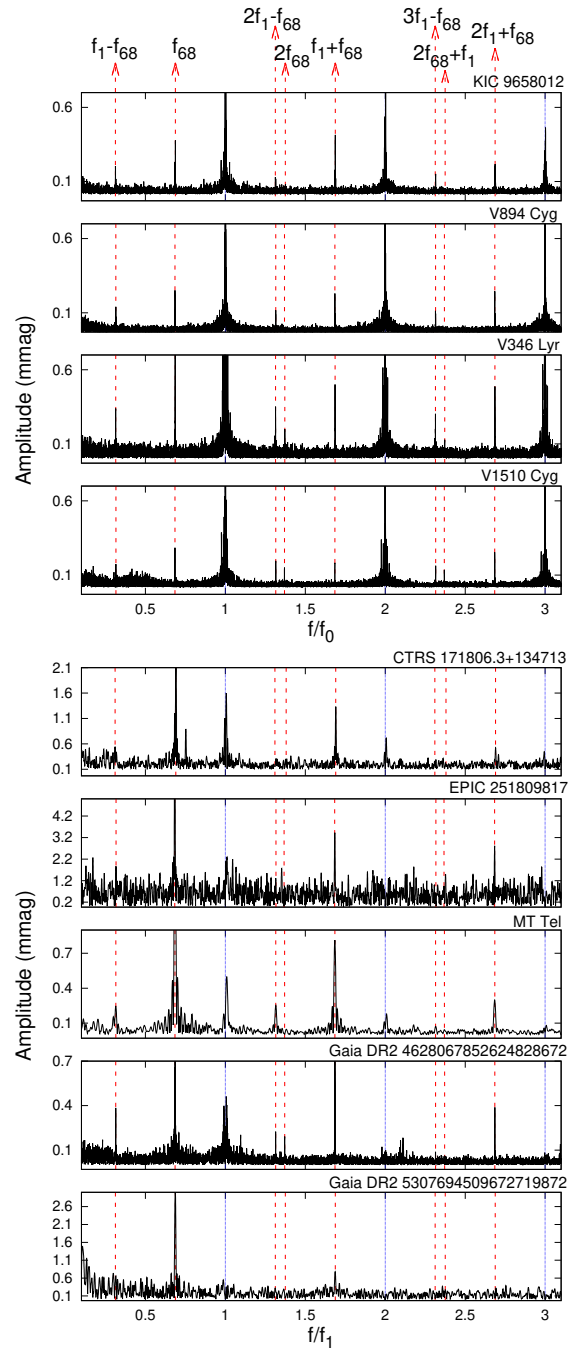 2f₁-f₆₈ 3f₁-f₆₈ 2f₁+f₆₈
f₁-f₆₈ f₆₈ 2f₆₈ f₁+f₆₈ 2f₆₈+f₁
KIC 9658012
0.6
0.1
V894 Cyg
0.6
0.1
V346 Lyr
0.6
0.1
V1510 Cyg
0.6
0.1
Amplitude (mmag)
0.5 1 1.5 2 2.5 3
f/f₀
CTRS 171806.3+134713
2.1
1.6
1.1
0.6
0.1
EPIC 251809817
4.2
3.2
2.2
1.2
0.2
MT Tel
0.7
0.4
0.1
Amplitude (mmag)
Gaia DR2 4628067852624828672
0.7
0.4
0.1
Gaia DR2 5307694509672719872
2.6
2.1
1.6
1.1
0.6
0.1
0.5 1 1.5 2 2.5 3
f/f₁